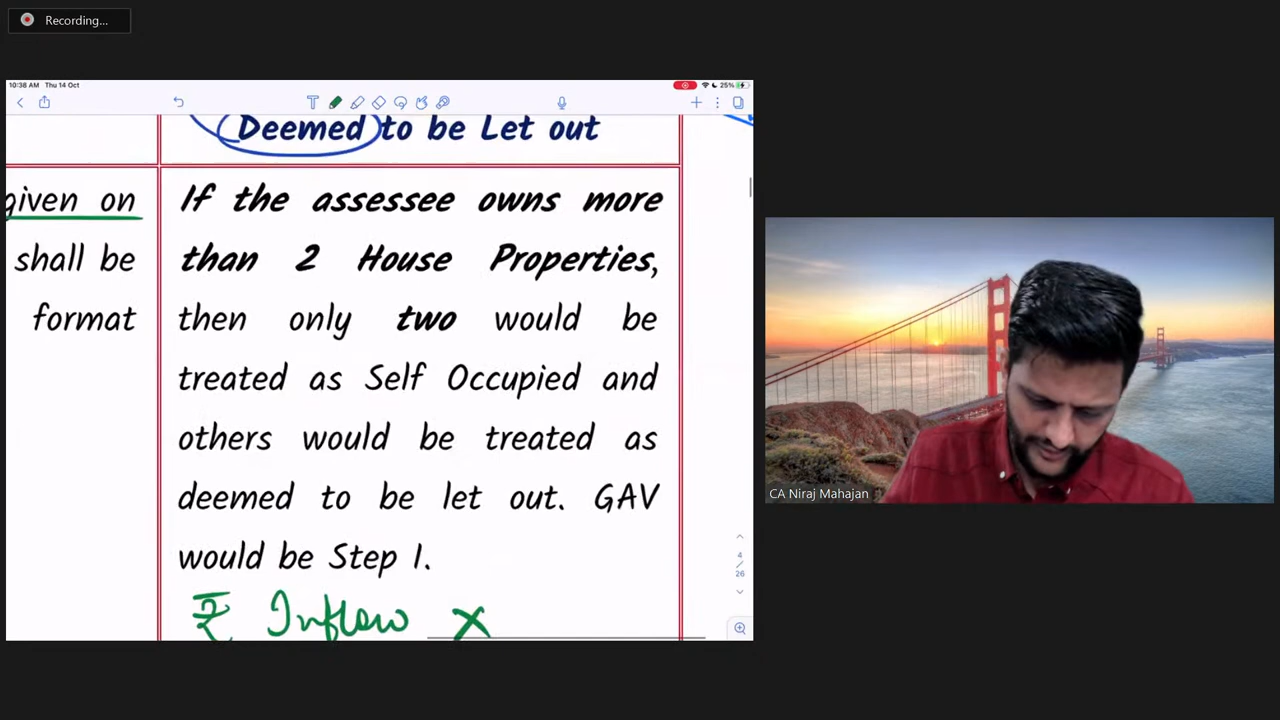 Recording...
10:38 AM Thu 14 Oct
25%
Deemed to be Let out
given on
shall be
format
If the assessee owns more
than 2 House Properties,
then only two would be
treated as Self Occupied and
others would be treated as
deemed to be let out. GAV
would be Step 1.
₹ Inflow X
4
/
26
CA Niraj Mahajan